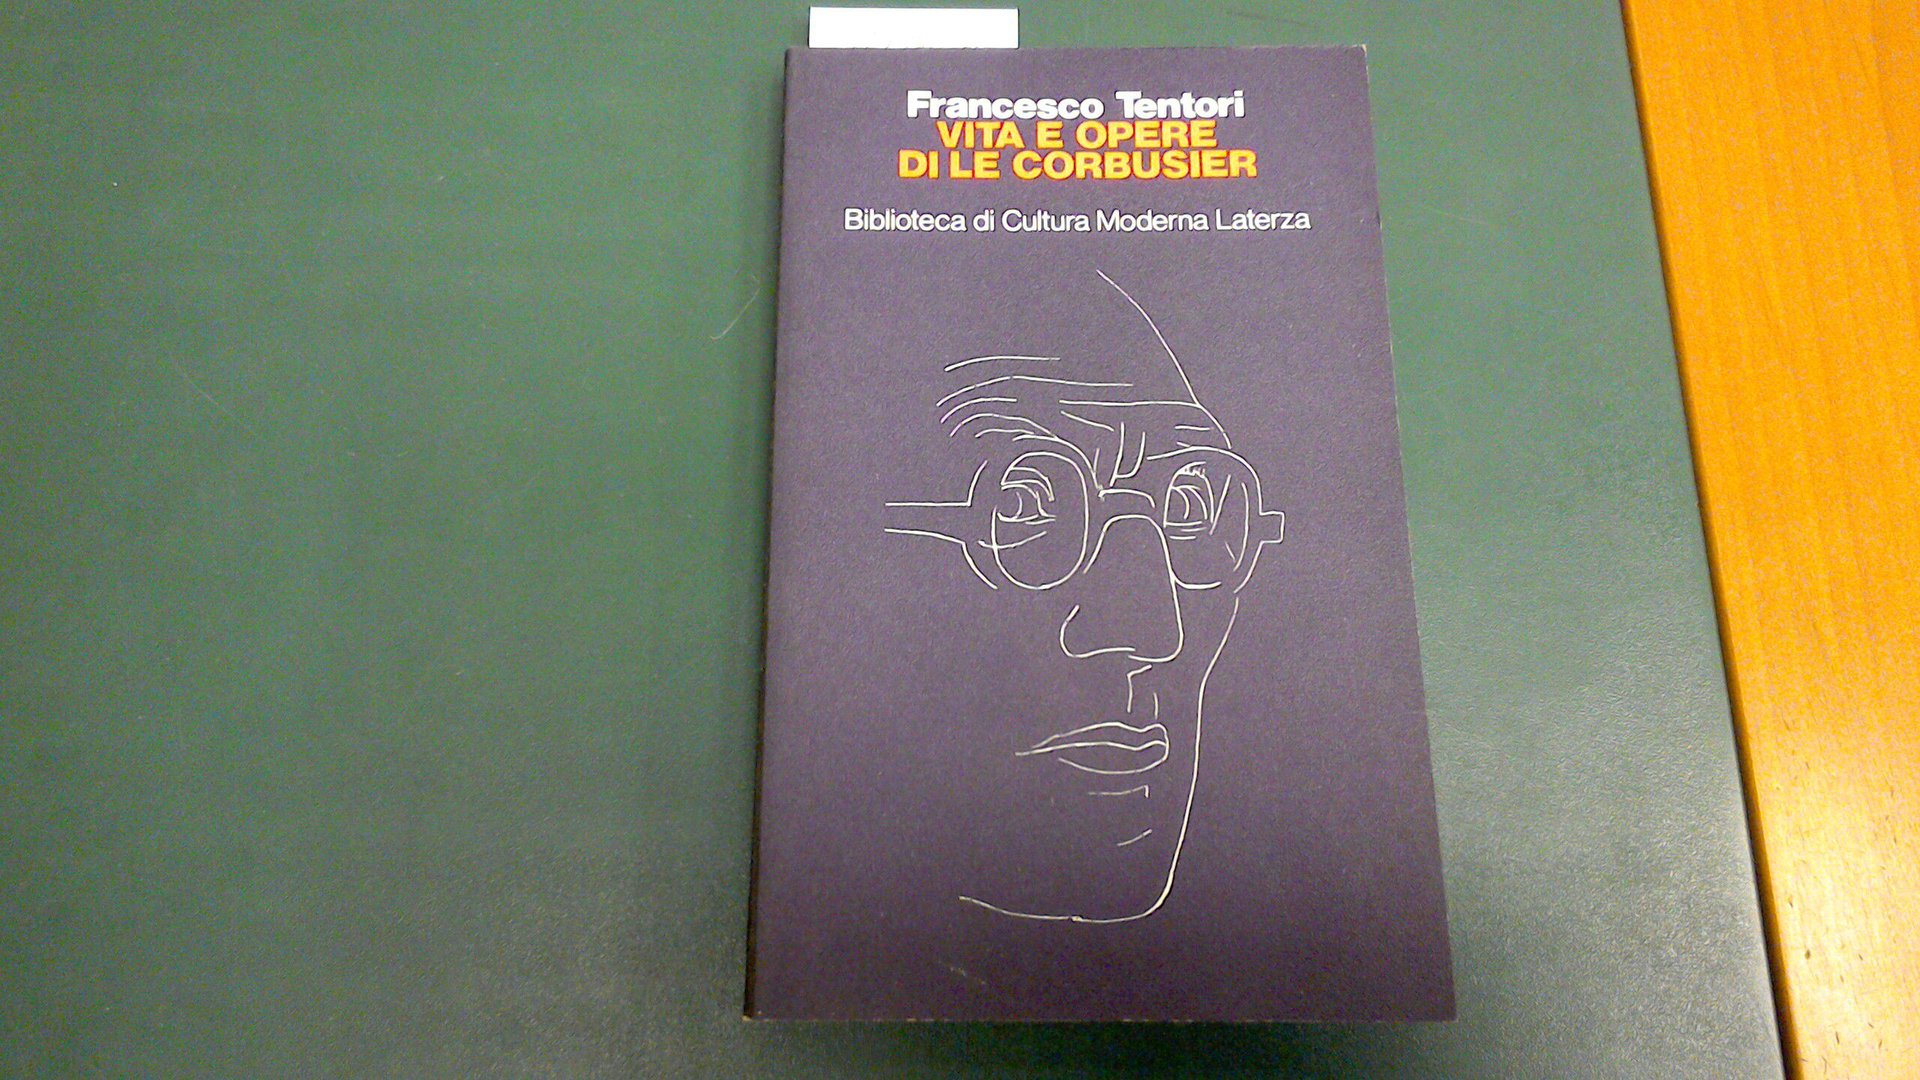 Francesco Tentori
VITA E OPERE
DI LE CORBUSIER
Biblioteca di Cultura Moderna Laterza